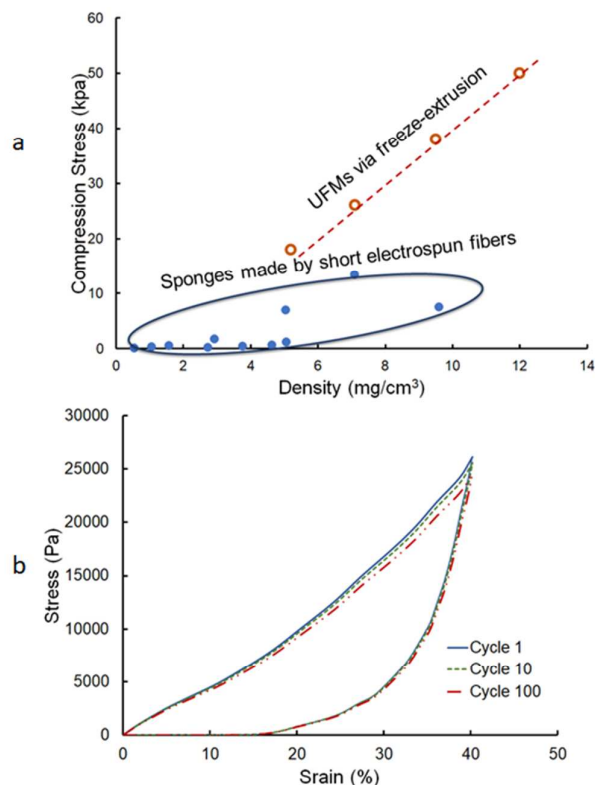 a
Compression Stress (kpa)
60
50
40
30
20
10
0
UFMs via freeze-extrusion
Sponges made by short electrospun fibers
0 2 4 6 8 10 12 14
Density (mg/cm³)
b
Stress (Pa)
30000
25000
20000
15000
10000
5000
0
Cycle 1
Cycle 10
Cycle 100
0 10 20 30 40 50
Srain (%)